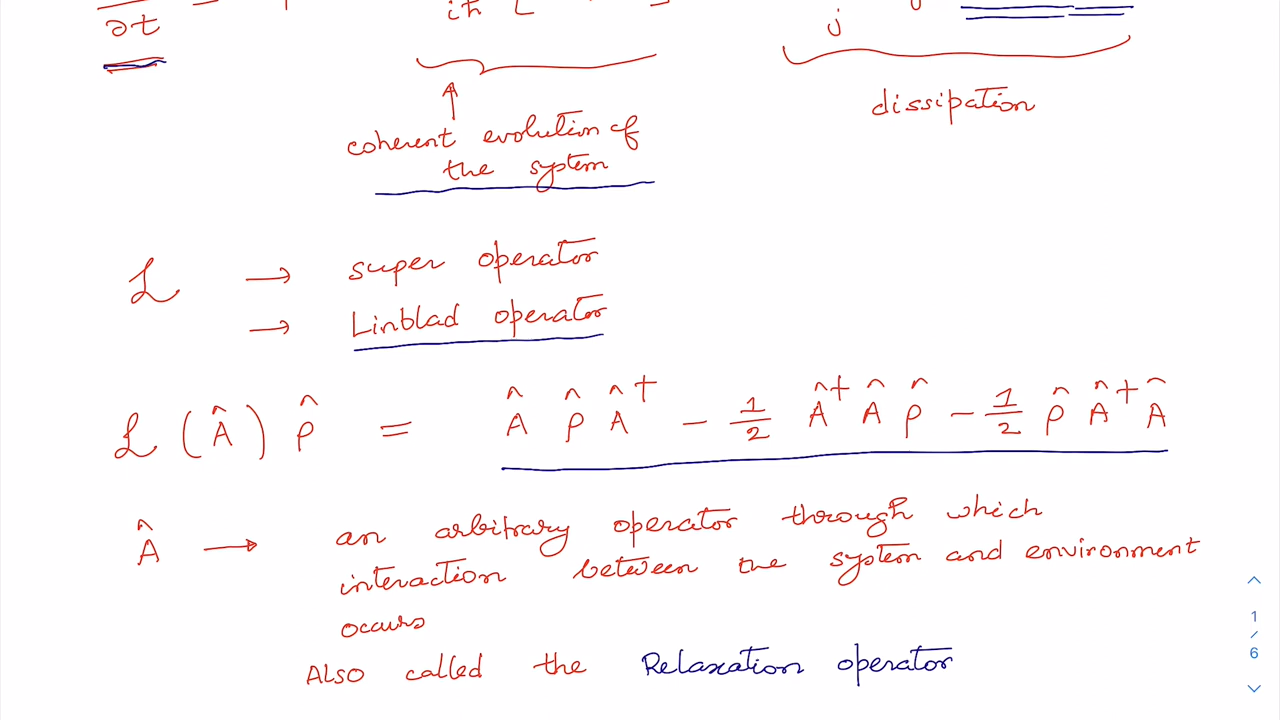 ∂t
iħ [
j
dissipation
coherent evolution of
the system
ℒ → super operator
→ Linblad operator
ℒ (Â) ρ̂ = Â ρ̂ Â† − 1/2 Â† Â ρ̂ − 1/2 ρ̂ Â† Â
Â → an arbitrary operator through which
interaction between the system and environment
occurs
Also called the Relaxation operator
1
/
6